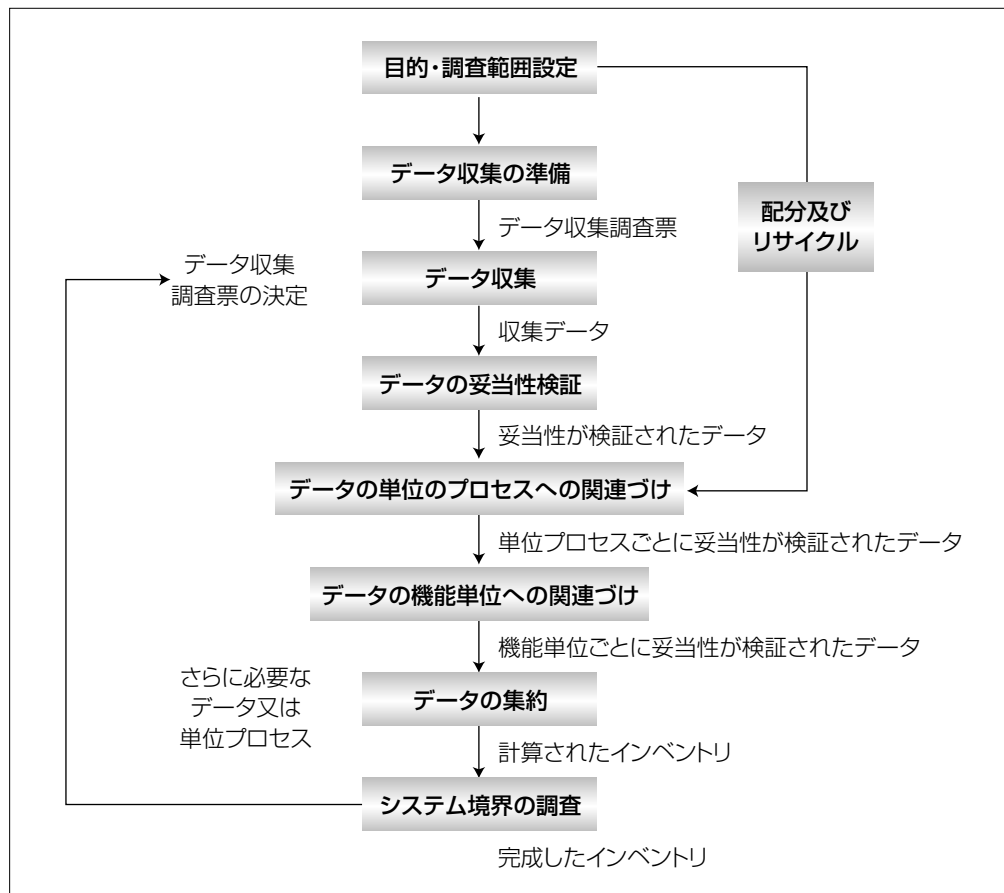 目的・調査範囲設定
データ収集の準備
配分及び
リサイクル
データ収集調査票
データ収集
調査票の決定
データ収集
収集データ
データの妥当性検証
妥当性が検証されたデータ
データの単位のプロセスへの関連づけ
単位プロセスごとに妥当性が検証されたデータ
データの機能単位への関連づけ
機能単位ごとに妥当性が検証されたデータ
さらに必要な
データ又は
単位プロセス
データの集約
計算されたインベントリ
システム境界の調査
完成したインベントリ